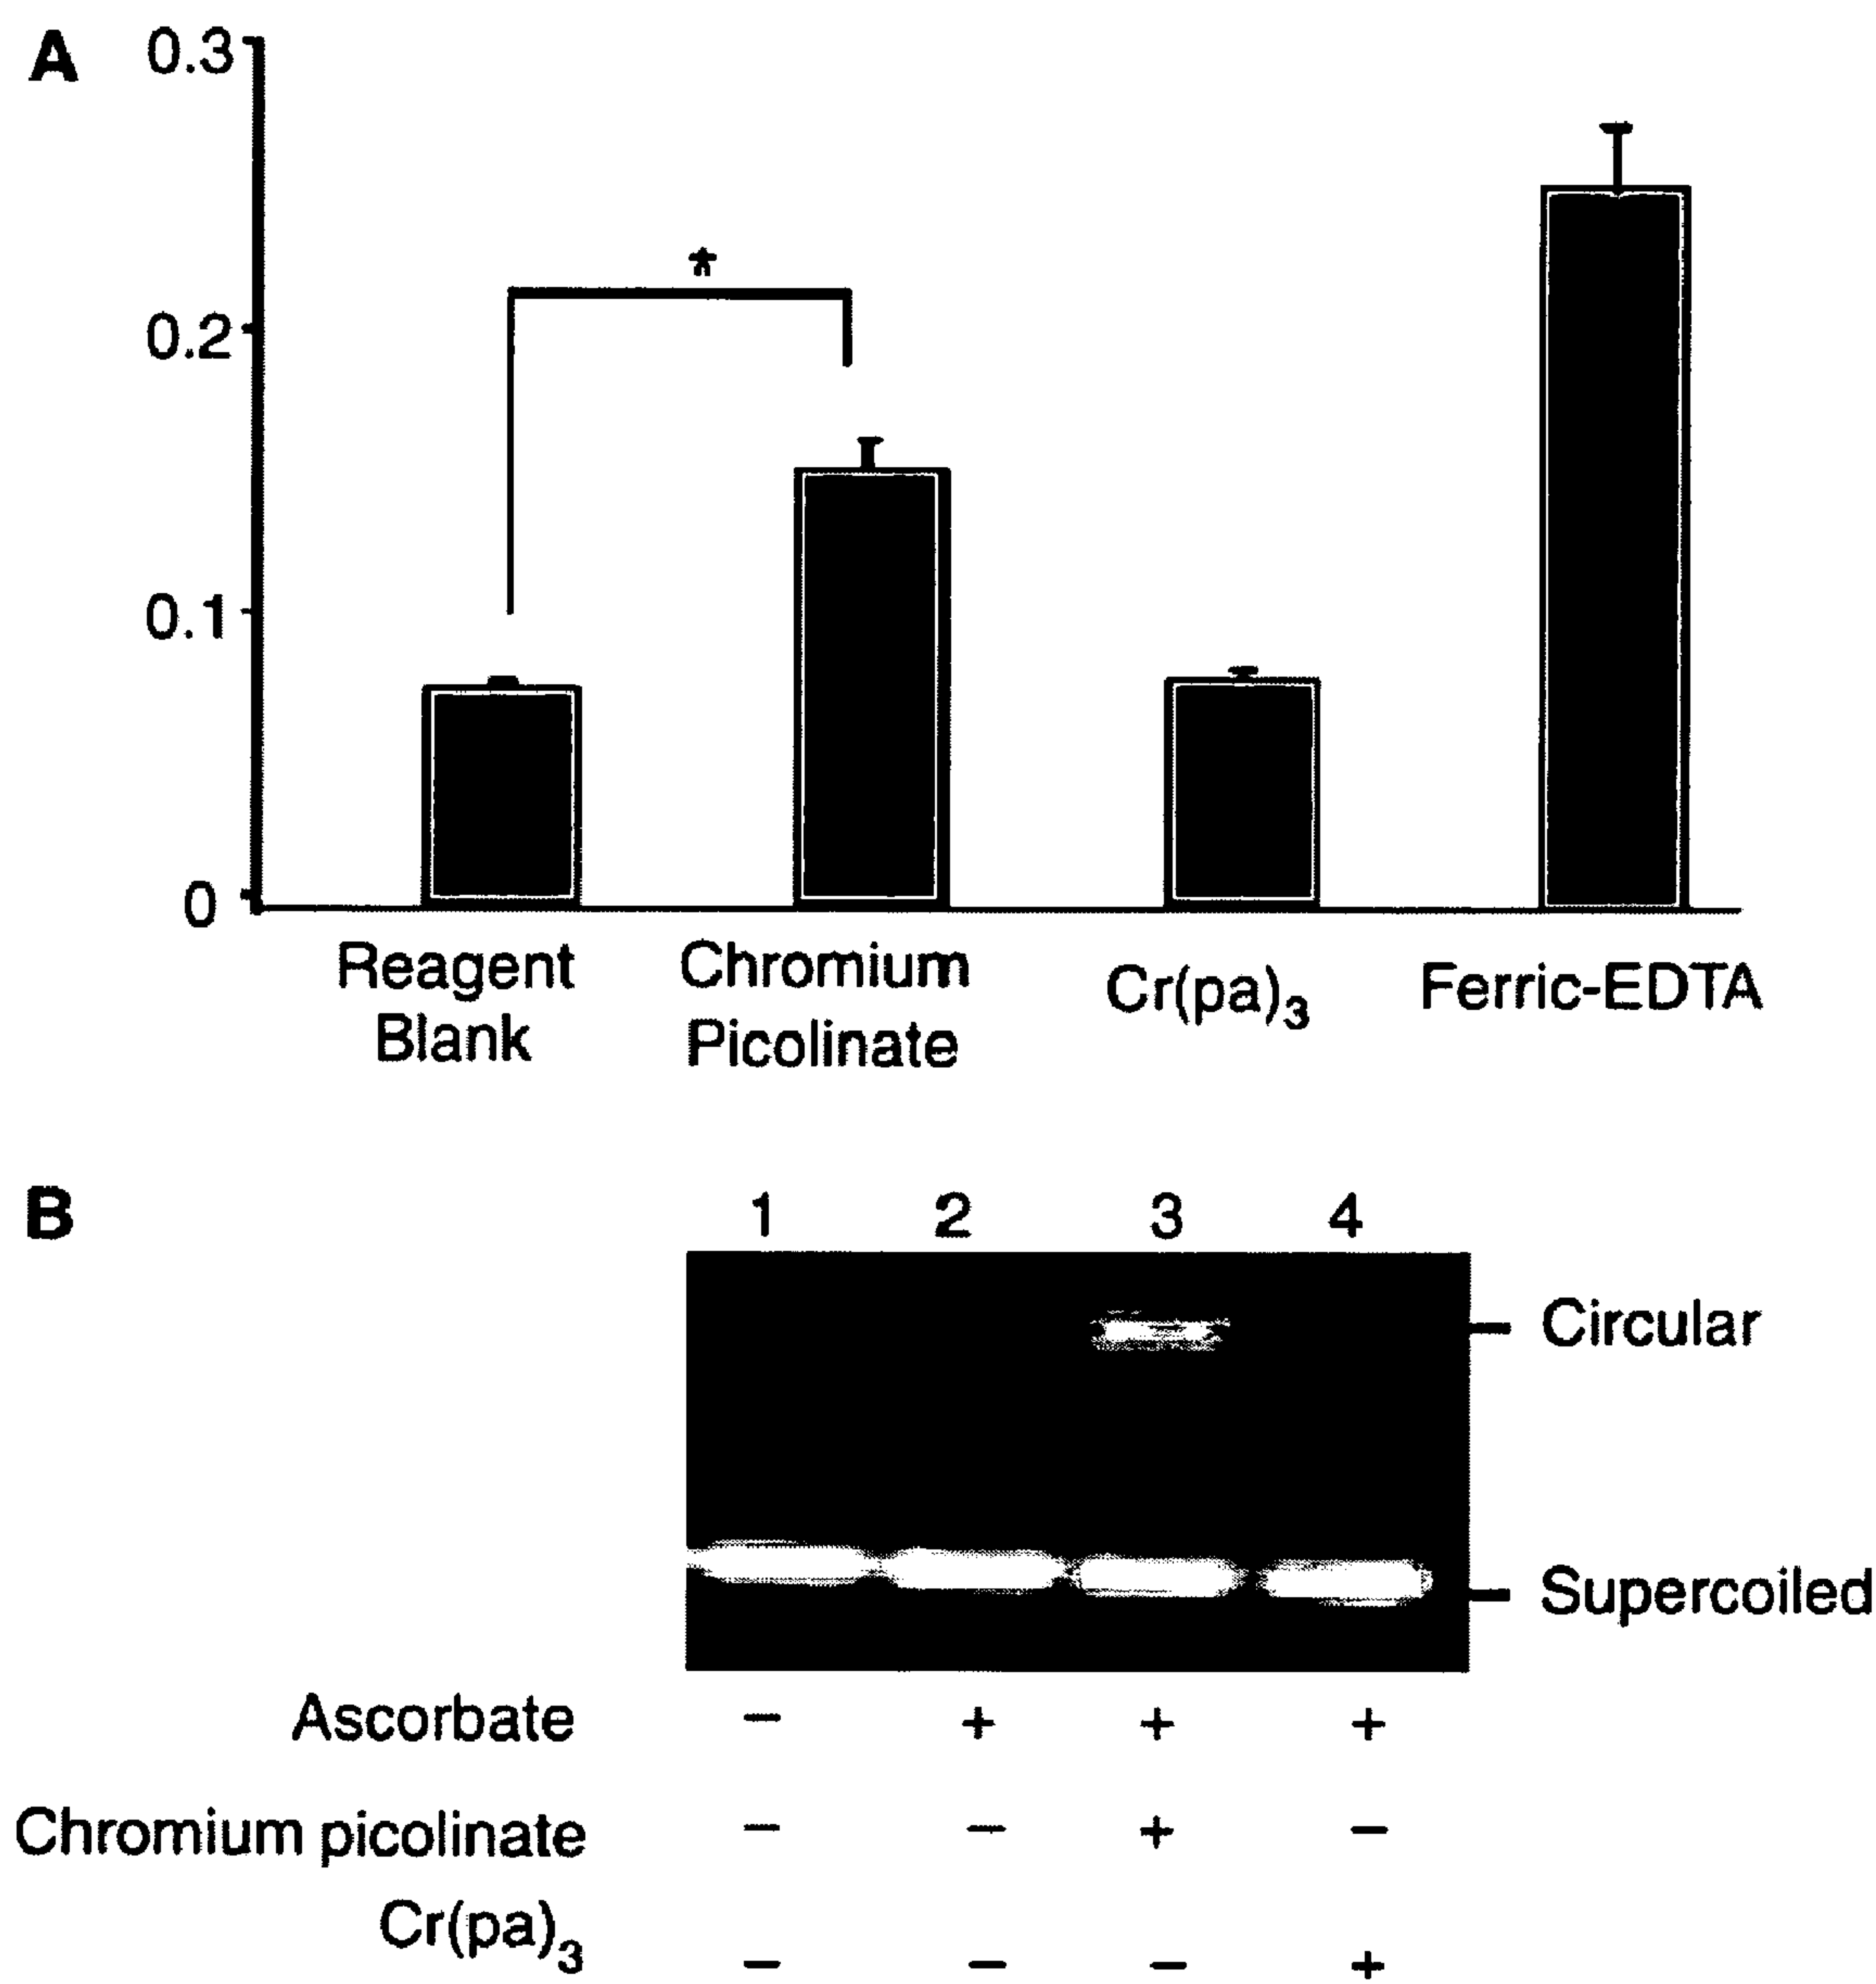 A
0.3
*
0.2
0.1
0
Reagent Blank
Chromium Picolinate
Cr(pa)₃
Ferric-EDTA
B
1 2 3 4
Circular
Supercoiled
Ascorbate − + + +
Chromium picolinate − − + −
Cr(pa)₃ − − − +